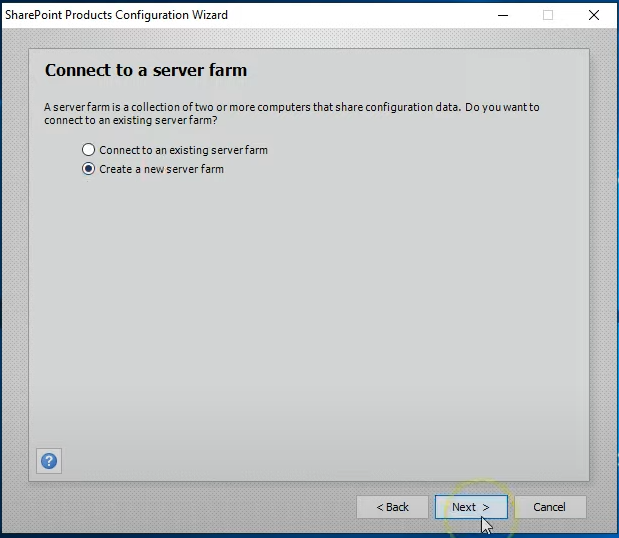 SharePoint Products Configuration Wizard
Connect to a server farm
A server farm is a collection of two or more computers that share configuration data. Do you want to
connect to an existing server farm?
Connect to an existing server farm
Create a new server farm
?
< Back
Next >
Cancel